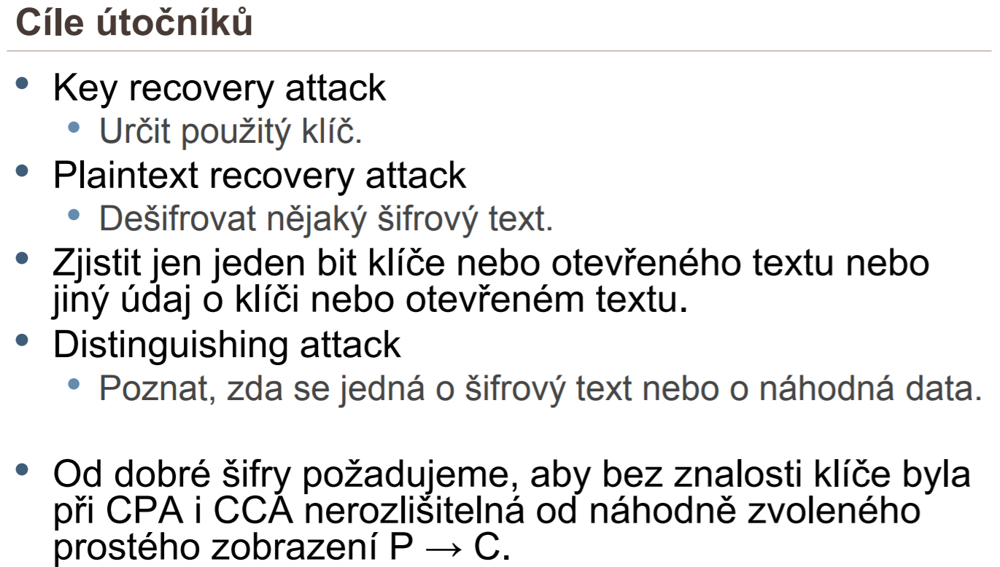 Cíle útočníků
• Key recovery attack
• Určit použitý klíč.
• Plaintext recovery attack
• Dešifrovat nějaký šifrový text.
• Zjistit jen jeden bit klíče nebo otevřeného textu nebo
jiný údaj o klíči nebo otevřeném textu.
• Distinguishing attack
• Poznat, zda se jedná o šifrový text nebo o náhodná data.
• Od dobré šifry požadujeme, aby bez znalosti klíče byla
při CPA i CCA nerozlišitelná od náhodně zvoleného
prostého zobrazení P → C.